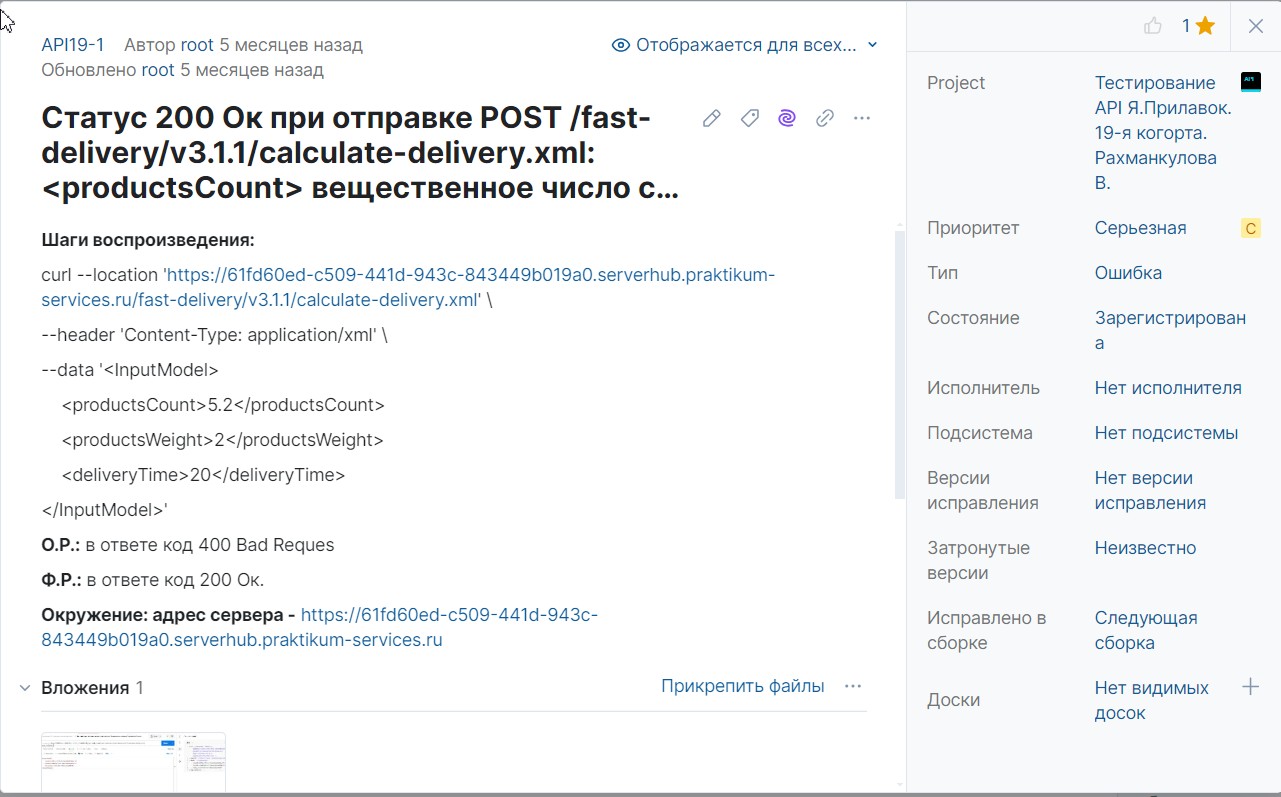 API19-1 Автор root 5 месяцев назад
Отображается для всех...
Обновлено root 5 месяцев назад
Статус 200 Ок при отправке POST /fast-
delivery/v3.1.1/calculate-delivery.xml:
<productsCount> вещественное число с...
Шаги воспроизведения:
curl --location 'https://61fd60ed-c509-441d-943c-843449b019a0.serverhub.praktikum-
services.ru/fast-delivery/v3.1.1/calculate-delivery.xml' \
--header 'Content-Type: application/xml' \
--data '<InputModel>
<productsCount>5.2</productsCount>
<productsWeight>2</productsWeight>
<deliveryTime>20</deliveryTime>
</InputModel>'
О.Р.: в ответе код 400 Bad Reques
Ф.Р.: в ответе код 200 Ок.
Окружение: адрес сервера - https://61fd60ed-c509-441d-943c-
843449b019a0.serverhub.praktikum-services.ru
Вложения 1
Прикрепить файлы
1
Project
Тестирование
API Я.Прилавок.
19-я когорта.
Рахманкулова
В.
API
Приоритет
Серьезная
С
Тип
Ошибка
Состояние
Зарегистрирован
а
Исполнитель
Нет исполнителя
Подсистема
Нет подсистемы
Версии
исправления
Нет версии
исправления
Затронутые
версии
Неизвестно
Исправлено в
сборке
Следующая
сборка
Доски
Нет видимых
досок